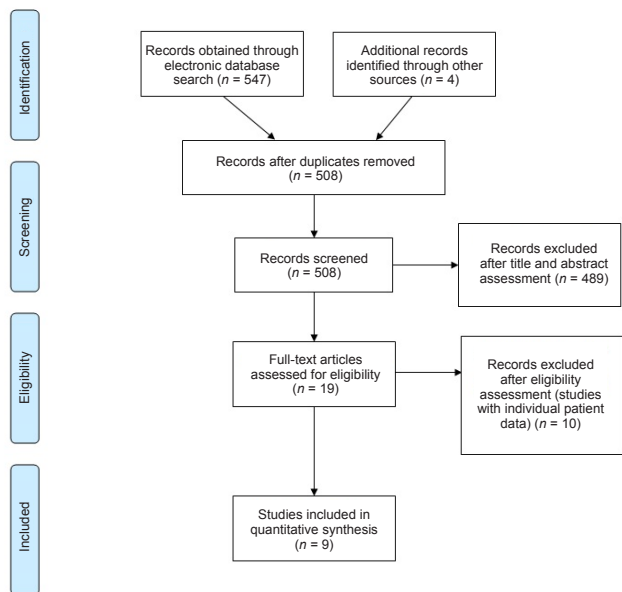 Identification
Records obtained through
electronic database
search (n = 547)
Additional records
identified through other
sources (n = 4)
Records after duplicates removed
(n = 508)
Screening
Records screened
(n = 508)
Records excluded
after title and abstract
assessment (n = 489)
Eligibility
Full-text articles
assessed for eligibility
(n = 19)
Records excluded
after eligibility
assessment (studies
with individual patient
data) (n = 10)
Included
Studies included in
quantitative synthesis
(n = 9)